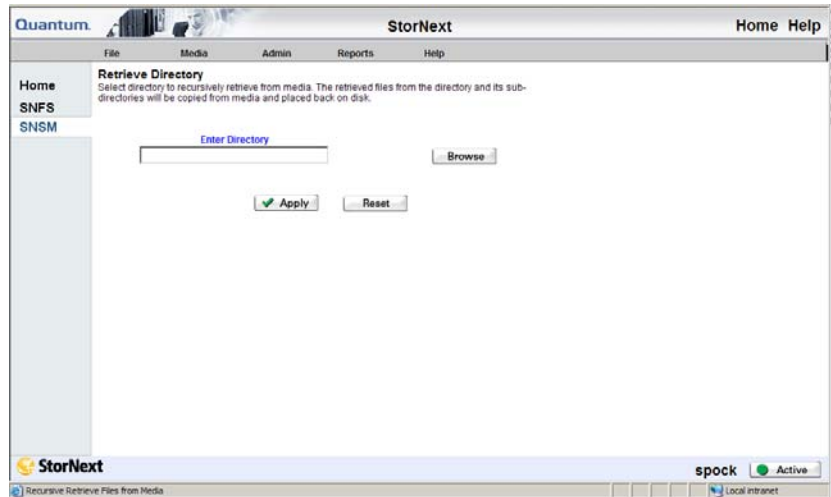 Quantum. StorNext Home Help
File Media Admin Reports Help
Home
SNFS
SNSM
Retrieve Directory
Select directory to recursively retrieve from media. The retrieved files from the directory and its sub-
directories will be copied from media and placed back on disk.
Enter Directory
Browse
Apply Reset
StorNext
spock Active
Recursive Retrieve Files from Media Local intranet